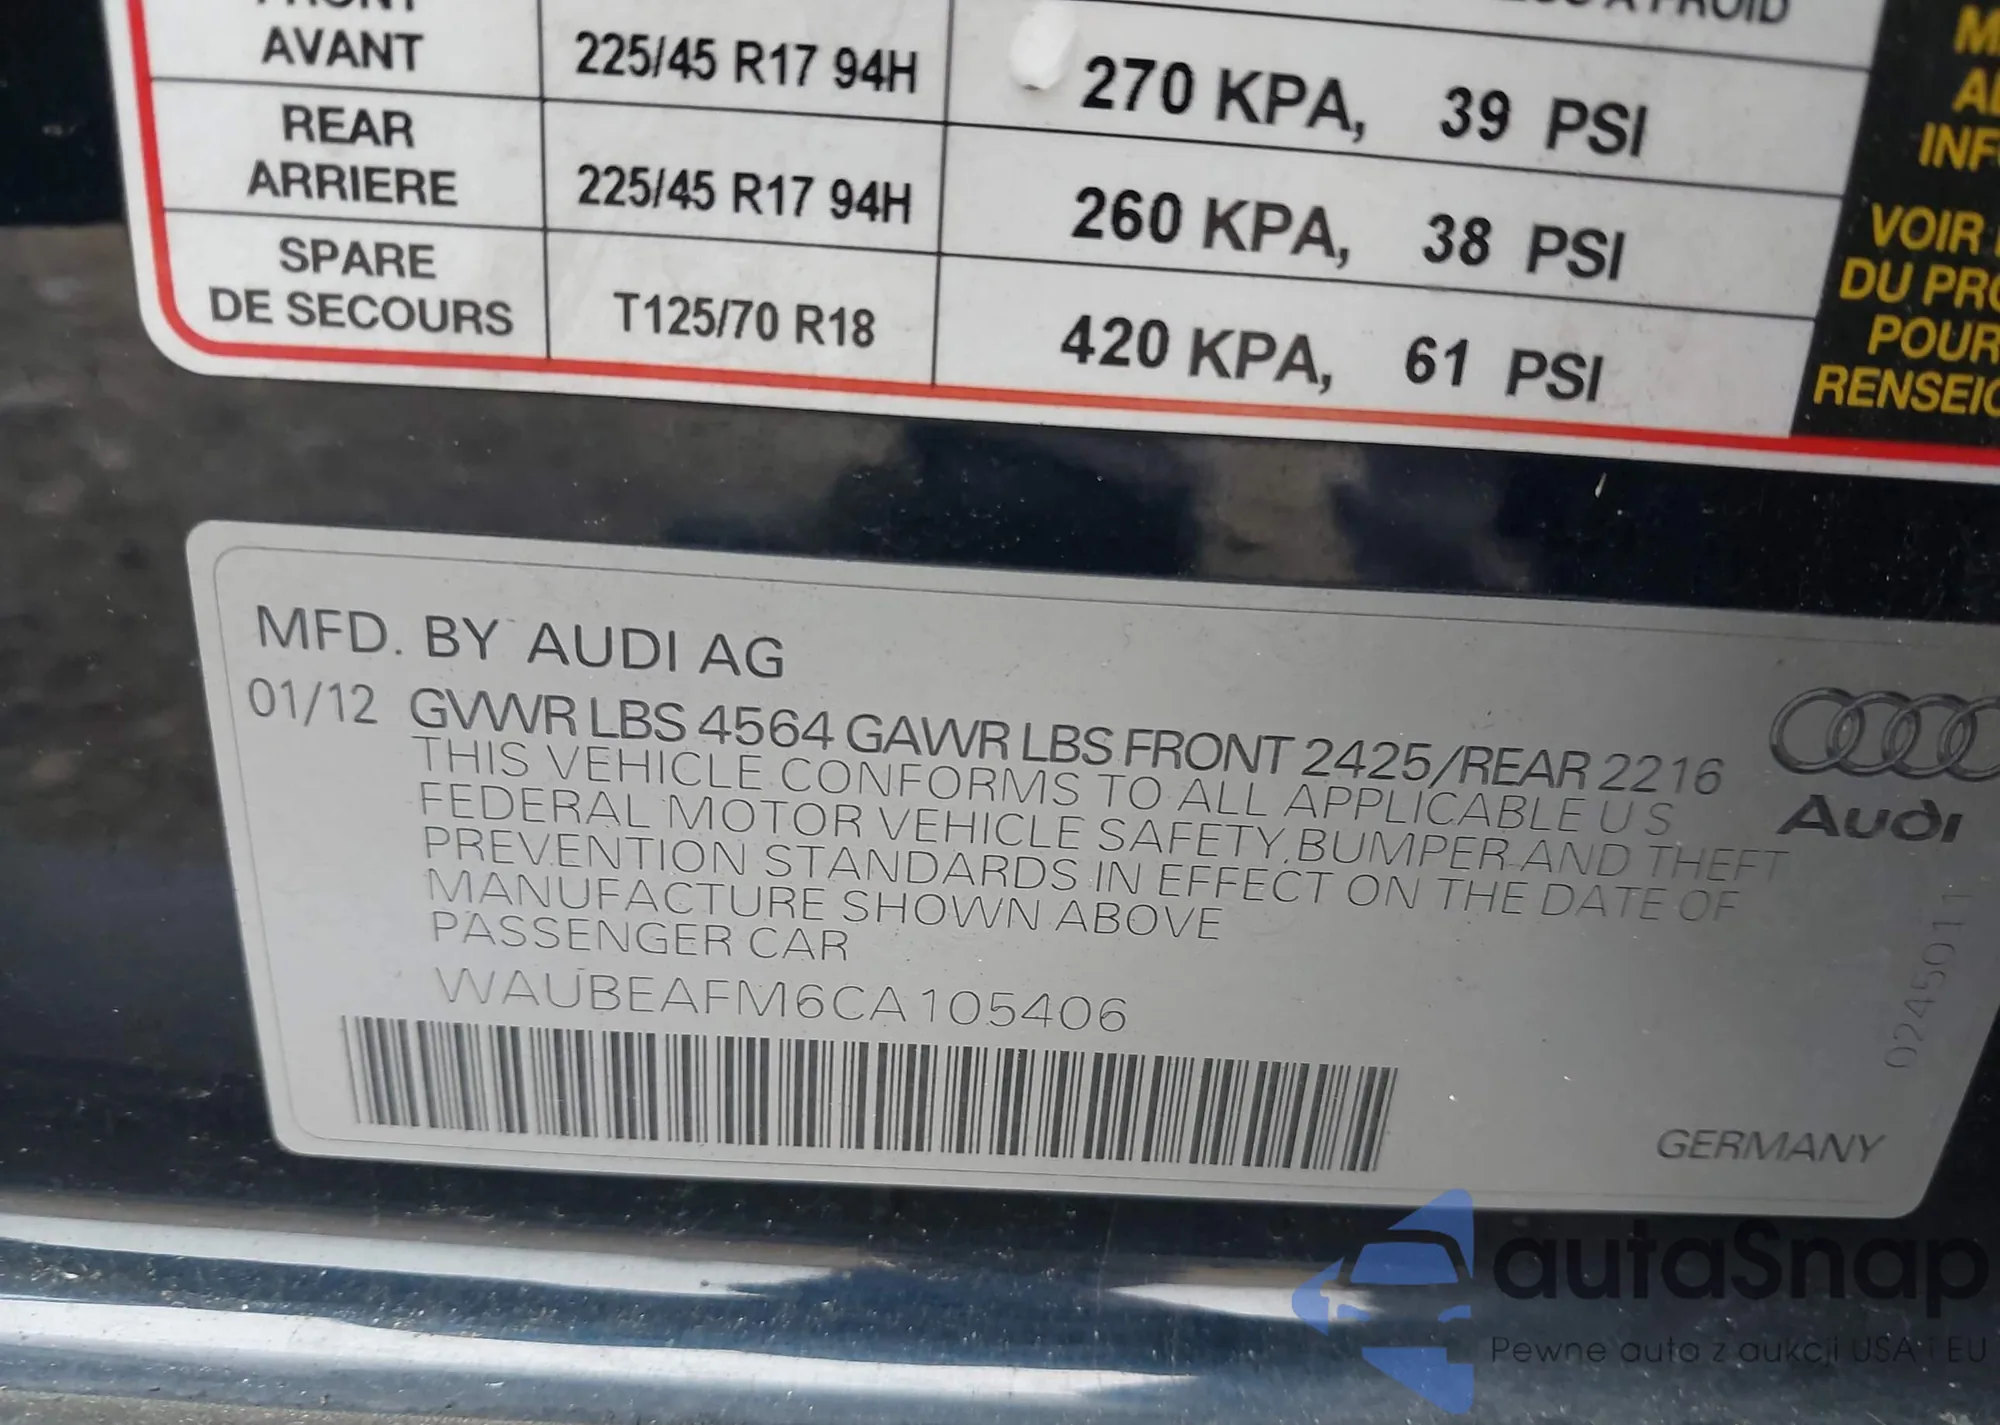 AVANT 225/45 R17 94H 270 KPA, 39 PSI
REAR
ARRIERE 225/45 R17 94H 260 KPA, 38 PSI
SPARE
DE SECOURS T125/70 R18 420 KPA, 61 PSI
VOIR
DU
POUR
MFD. BY AUDI AG
01/12 GVWR LBS 4564 GAWR LBS FRONT 2425/REAR 2216
THIS VEHICLE CONFORMS TO ALL APPLICABLE U S
FEDERAL MOTOR VEHICLE SAFETY, BUMPER AND THEFT
PREVENTION STANDARDS IN EFFECT ON THE DATE OF
MANUFACTURE SHOWN ABOVE
PASSENGER CAR
WAUBEAFM6CA105406
Audi
0245011
GERMANY
autaSnap
Pewne auta z aukcji USA i EU